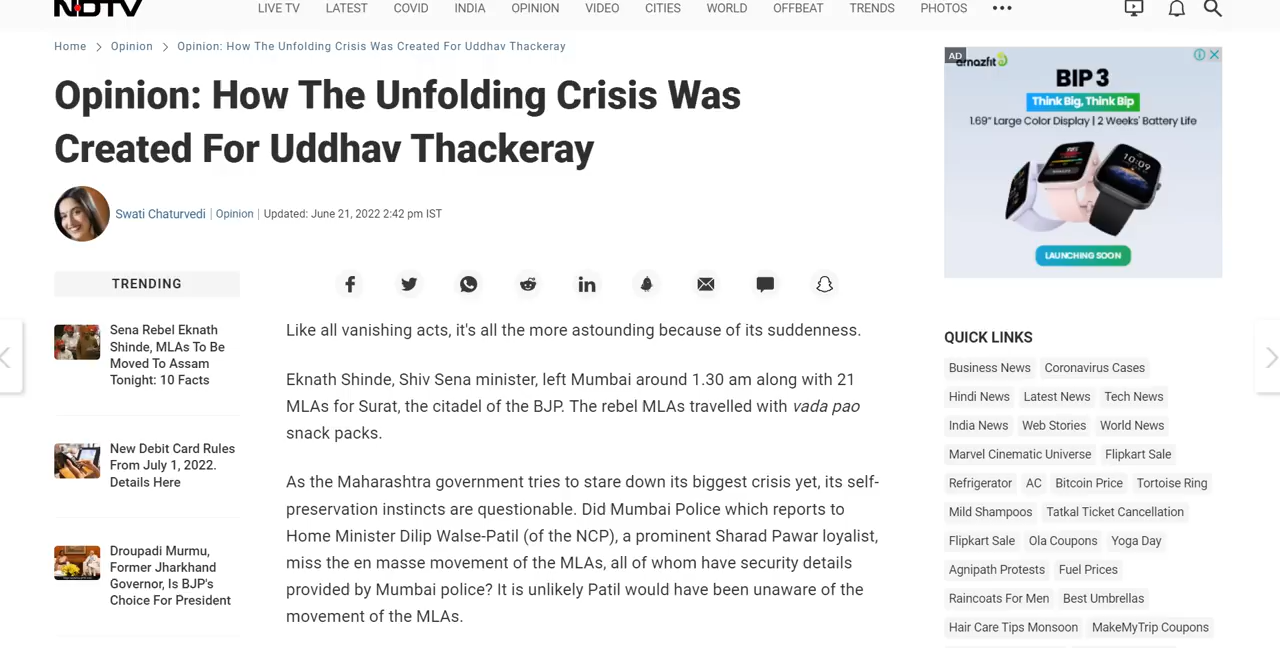 NDTV
LIVE TV LATEST COVID INDIA OPINION VIDEO CITIES WORLD OFFBEAT TRENDS PHOTOS
Home > Opinion > Opinion: How The Unfolding Crisis Was Created For Uddhav Thackeray
Opinion: How The Unfolding Crisis Was
Created For Uddhav Thackeray
Swati Chaturvedi | Opinion | Updated: June 21, 2022 2:42 pm IST
TRENDING
Sena Rebel Eknath
Shinde, MLAs To Be
Moved To Assam
Tonight: 10 Facts
New Debit Card Rules
From July 1, 2022.
Details Here
Droupadi Murmu,
Former Jharkhand
Governor, Is BJP's
Choice For President
Like all vanishing acts, it's all the more astounding because of its suddenness.
Eknath Shinde, Shiv Sena minister, left Mumbai around 1.30 am along with 21
MLAs for Surat, the citadel of the BJP. The rebel MLAs travelled with vada pao
snack packs.
As the Maharashtra government tries to stare down its biggest crisis yet, its self-
preservation instincts are questionable. Did Mumbai Police which reports to
Home Minister Dilip Walse-Patil (of the NCP), a prominent Sharad Pawar loyalist,
miss the en masse movement of the MLAs, all of whom have security details
provided by Mumbai police? It is unlikely Patil would have been unaware of the
movement of the MLAs.
AD
amazfit
BIP 3
Think Big, Think Bip
1.69" Large Color Display | 2 Weeks' Battery Life
10:09
LAUNCHING SOON
QUICK LINKS
Business News Coronavirus Cases
Hindi News Latest News Tech News
India News Web Stories World News
Marvel Cinematic Universe Flipkart Sale
Refrigerator AC Bitcoin Price Tortoise Ring
Mild Shampoos Tatkal Ticket Cancellation
Flipkart Sale Ola Coupons Yoga Day
Agnipath Protests Fuel Prices
Raincoats For Men Best Umbrellas
Hair Care Tips Monsoon MakeMyTrip Coupons